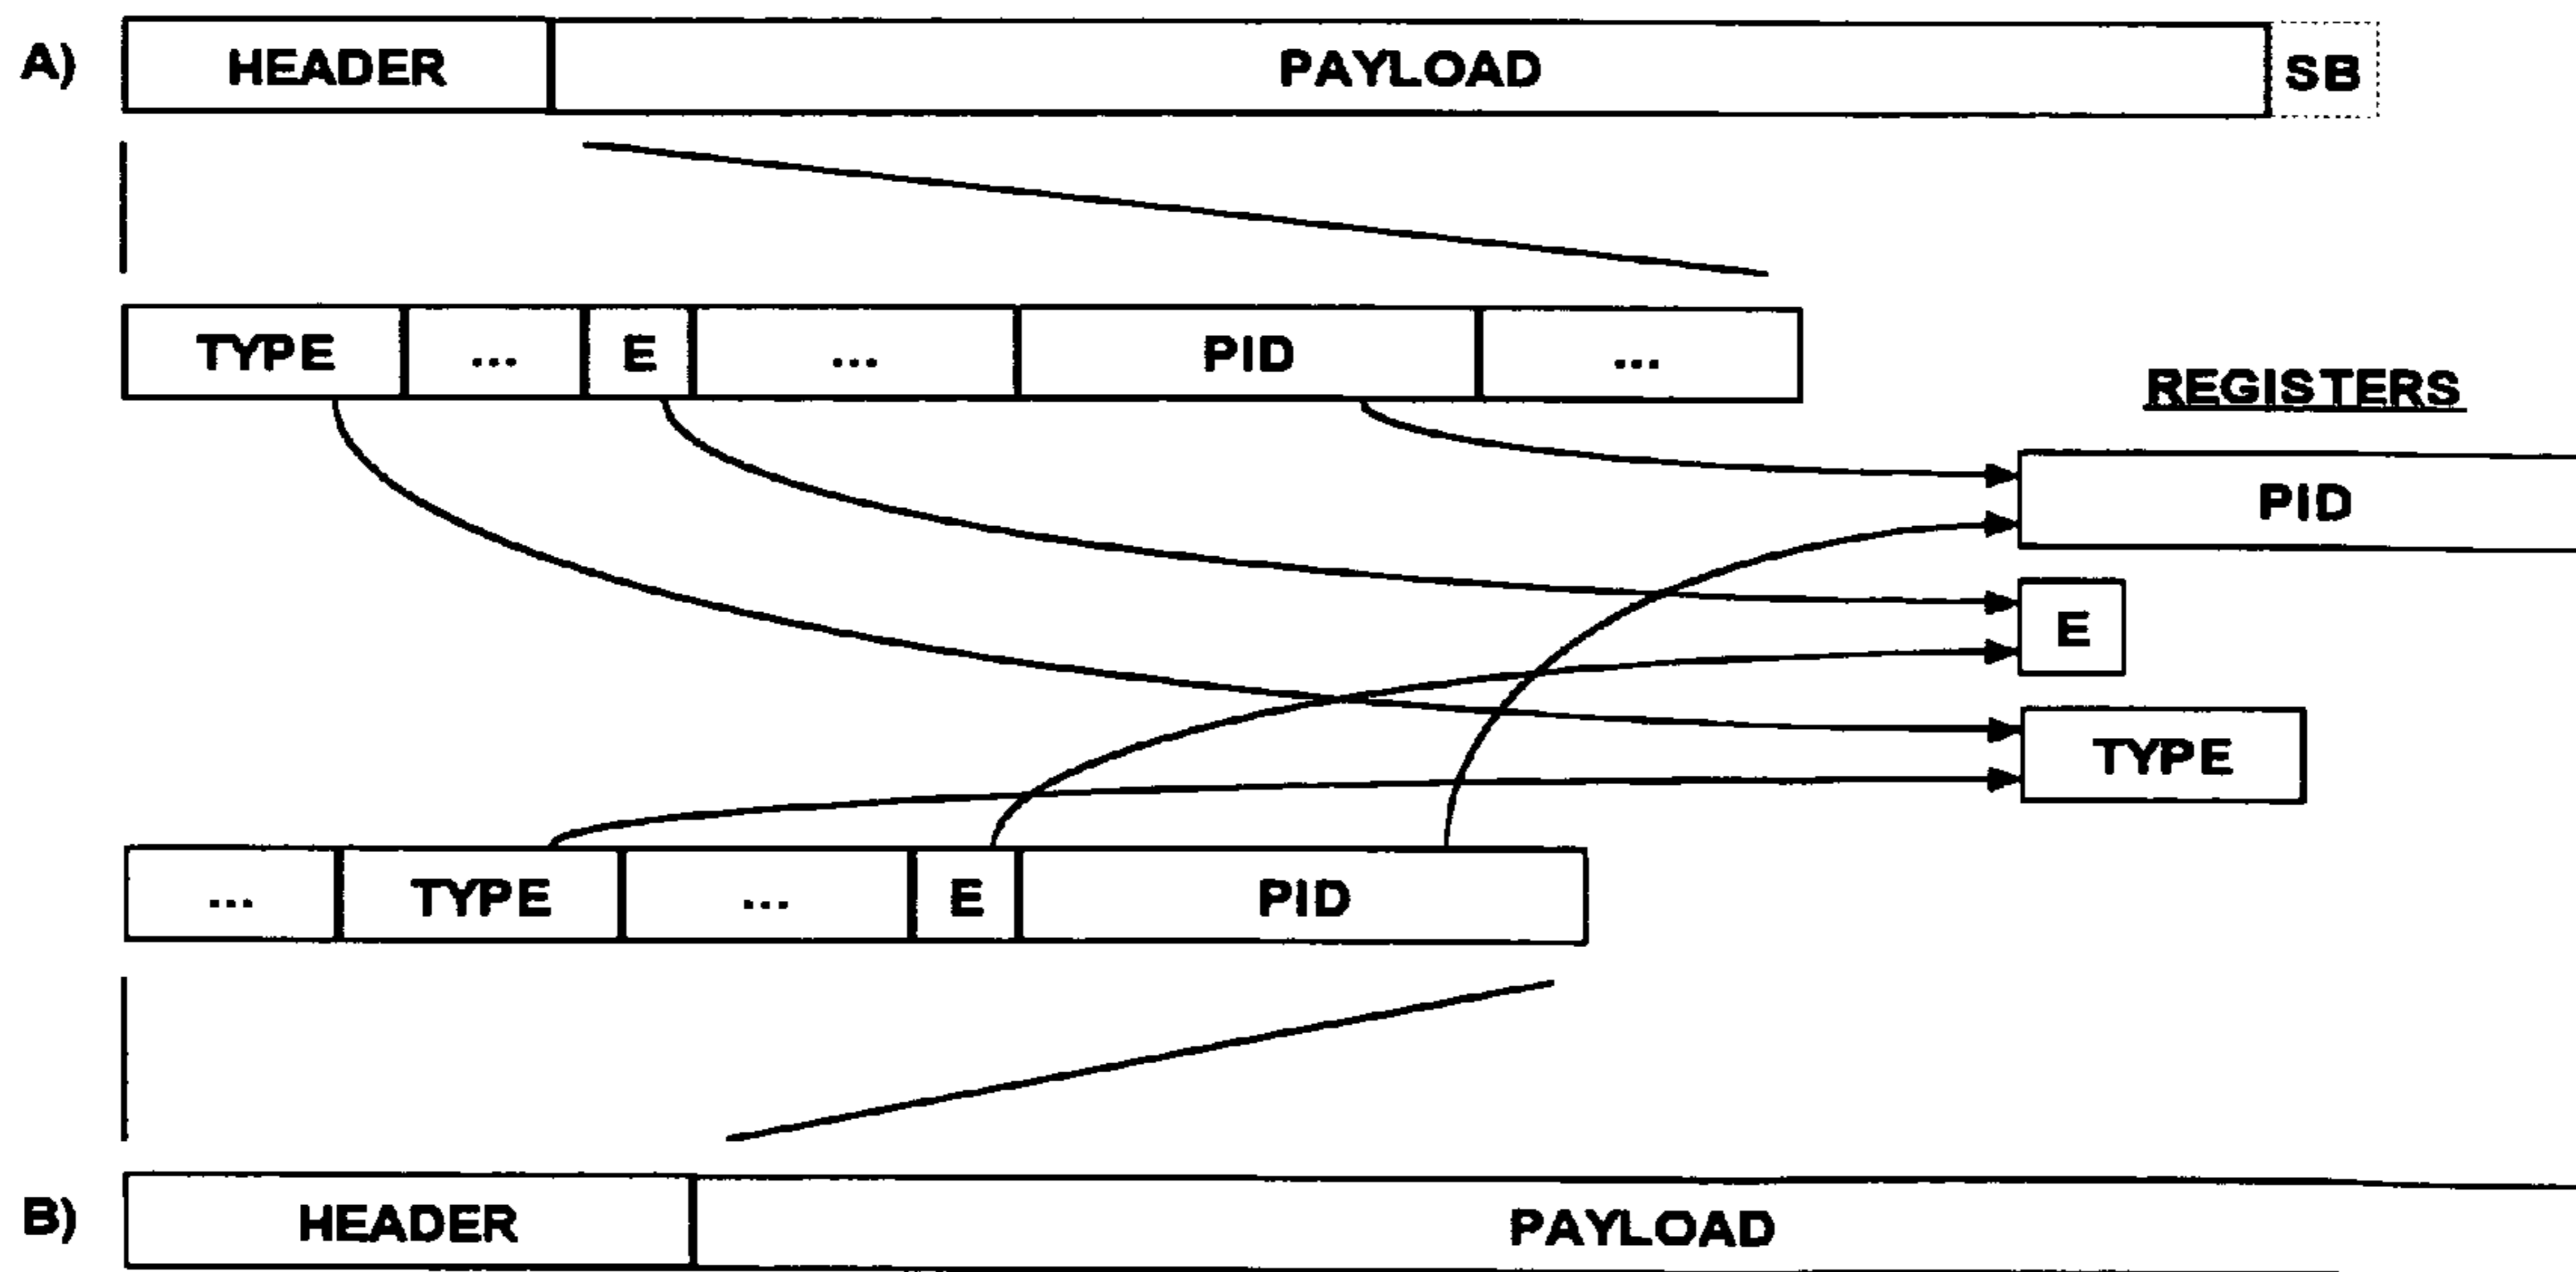 A) HEADER PAYLOAD SB
TYPE ... E ... PID ...
REGISTERS
PID
E
TYPE
... TYPE ... E PID
B) HEADER PAYLOAD